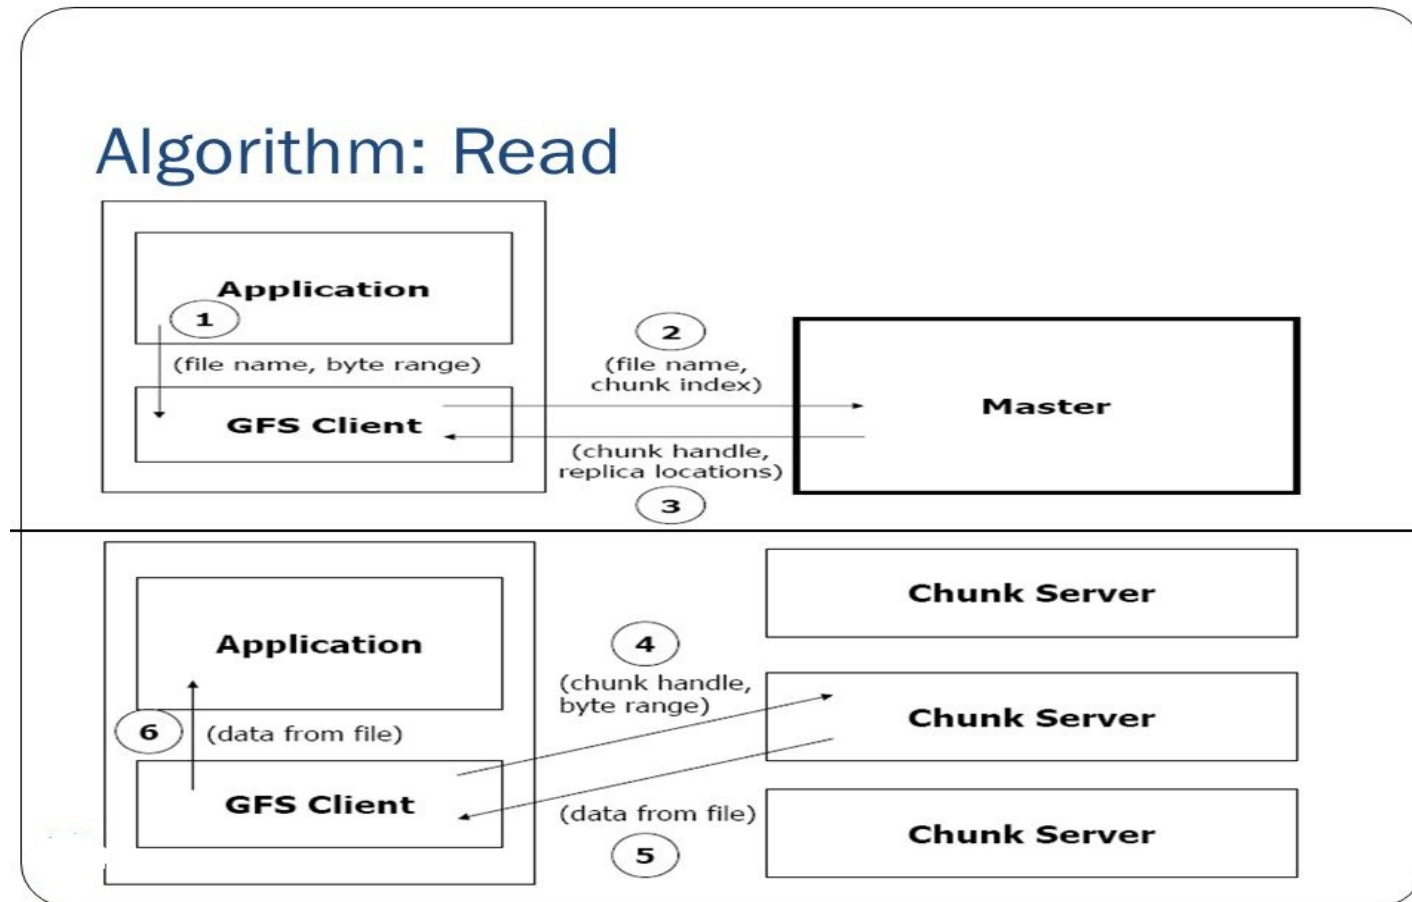 Algorithm: Read
Application
1
(file name, byte range)
GFS Client
2
(file name,
chunk index)
Master
(chunk handle,
replica locations)
3
Application
6
(data from file)
GFS Client
4
(chunk handle,
byte range)
(data from file)
5
Chunk Server
Chunk Server
Chunk Server